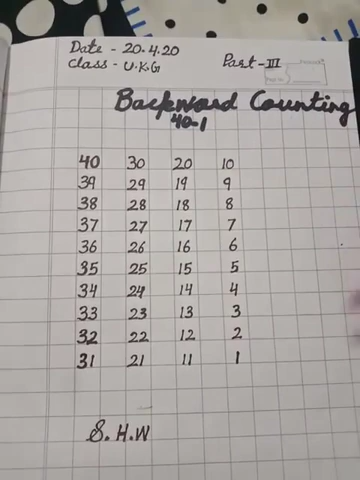 Date - 20.4.20
Class - U.K.G Part - III
Backward Counting
40-1
40 30 20 10
39 29 19 9
38 28 18 8
37 27 17 7
36 26 16 6
35 25 15 5
34 24 14 4
33 23 13 3
32 22 12 2
31 21 11 1
S. H.W